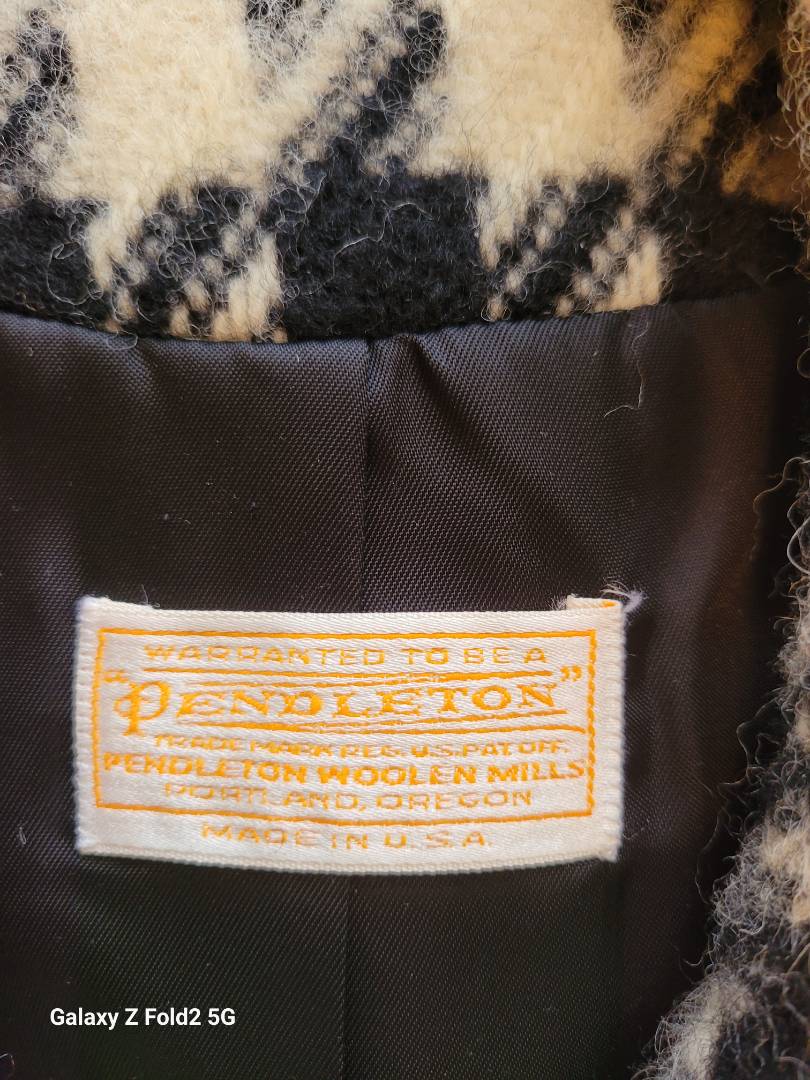 WARRANTED TO BE A
"PENDLETON"
TRADE MARK REG. U.S. PAT. OFF.
PENDLETON WOOLEN MILLS
PORTLAND, OREGON
MADE IN U.S.A.
Galaxy Z Fold2 5G